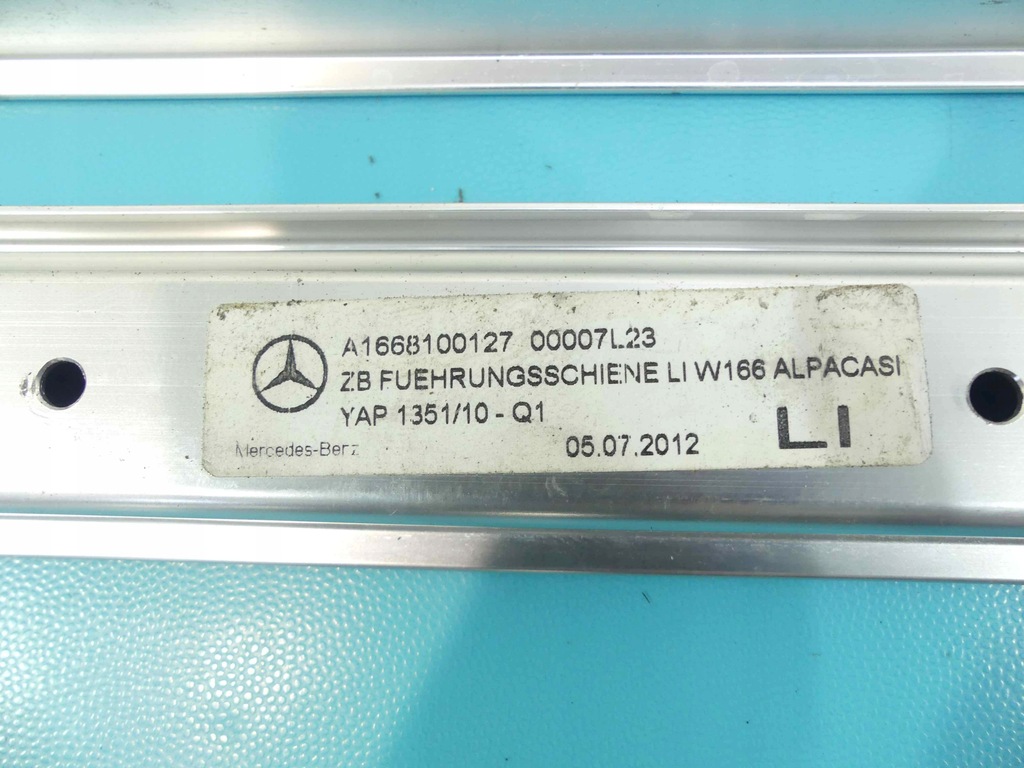 A1668100127 00007L23
ZB FUEHRUNGSSCHIENE LI W166 ALPACASI
YAP 1351/10 - Q1
Mercedes-Benz
05.07.2012
LI